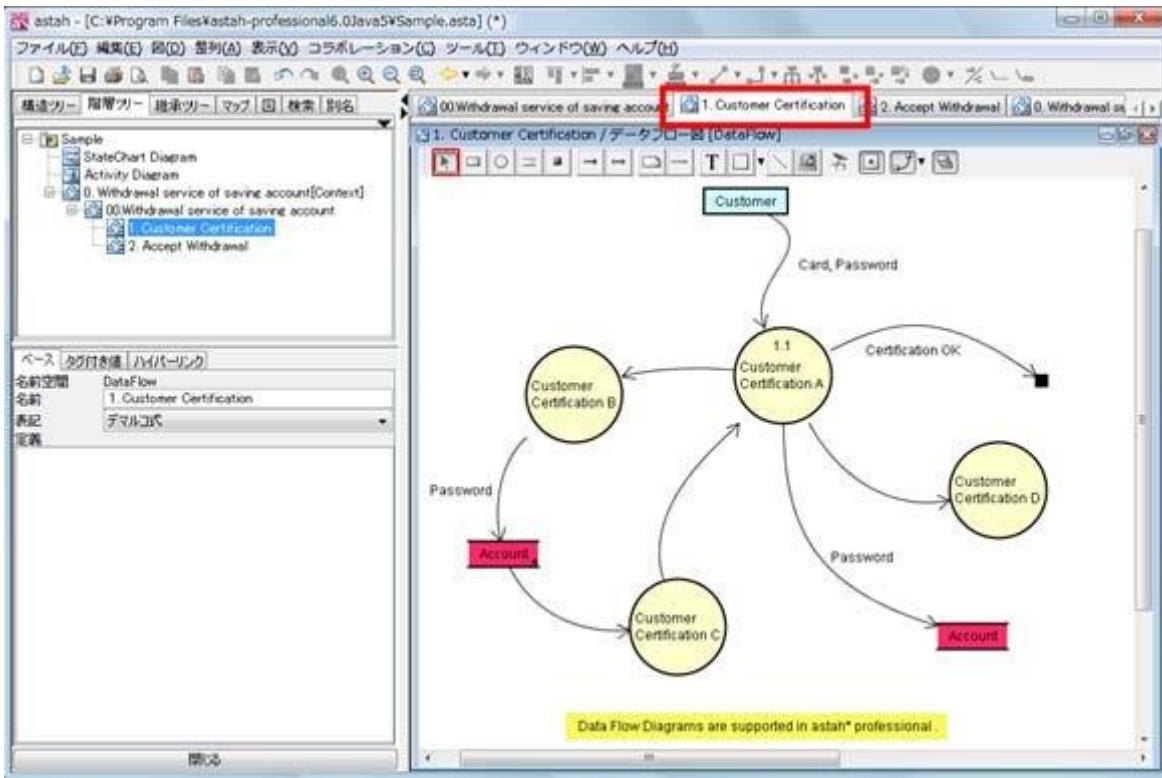 astah - [C:¥Program Files¥astah-professional6.0Java5¥Sample.asta] (*)
ファイル(F) 編集(E) 図(D) 整列(A) 表示(V) コラボレーション(C) ツール(T) ウィンドウ(W) ヘルプ(H)
構造ツリー 階層ツリー 継承ツリー マップ 図 検索 別名
Sample
StateChart Diagram
Activity Diagram
0. Withdrawal service of saving account[Context]
00.Withdrawal service of saving account
1. Customer Certification
2. Accept Withdrawal
ベース タグ付き値 ハイパーリンク
名前空間 DataFlow
名前 1. Customer Certification
表記 デマルコ式
定義
閉じる
00.Withdrawal service of saving accoun 1. Customer Certification 2. Accept Withdrawal 0. Withdrawal se
1. Customer Certification / データフロー図 [DataFlow]
T
Customer
Card, Password
1.1
Customer
Certification A
Certification OK
Customer
Certification B
Customer
Certification D
Password
Account
Password
Customer
Certification C
Account
Data Flow Diagrams are supported in astah* professional .